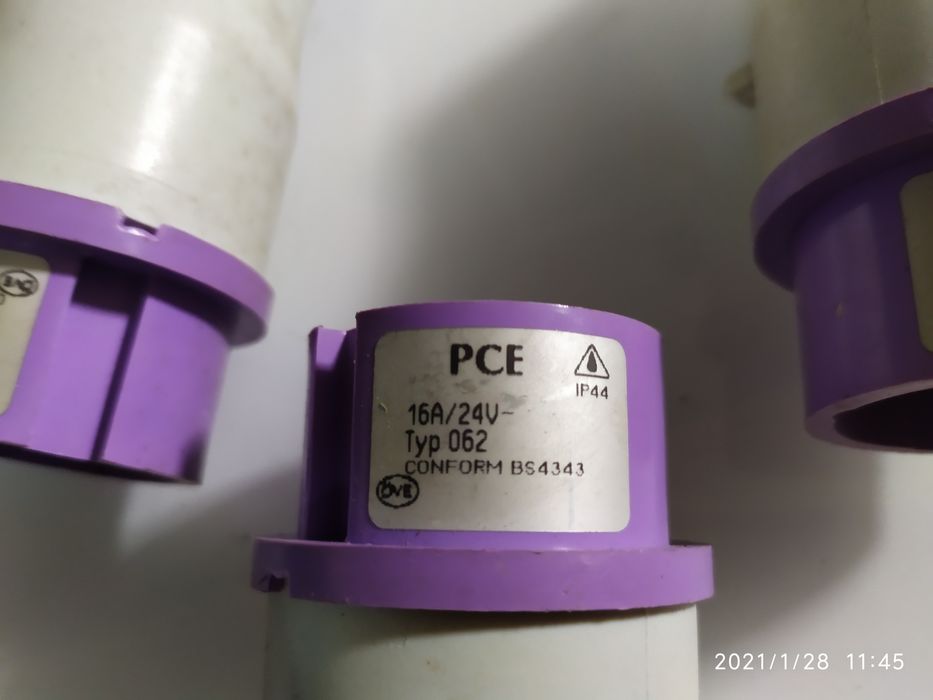 PCE
IP44
16A/24V~
Typ 062
CONFORM BS4343
ÖVE
2021/1/28 11:45